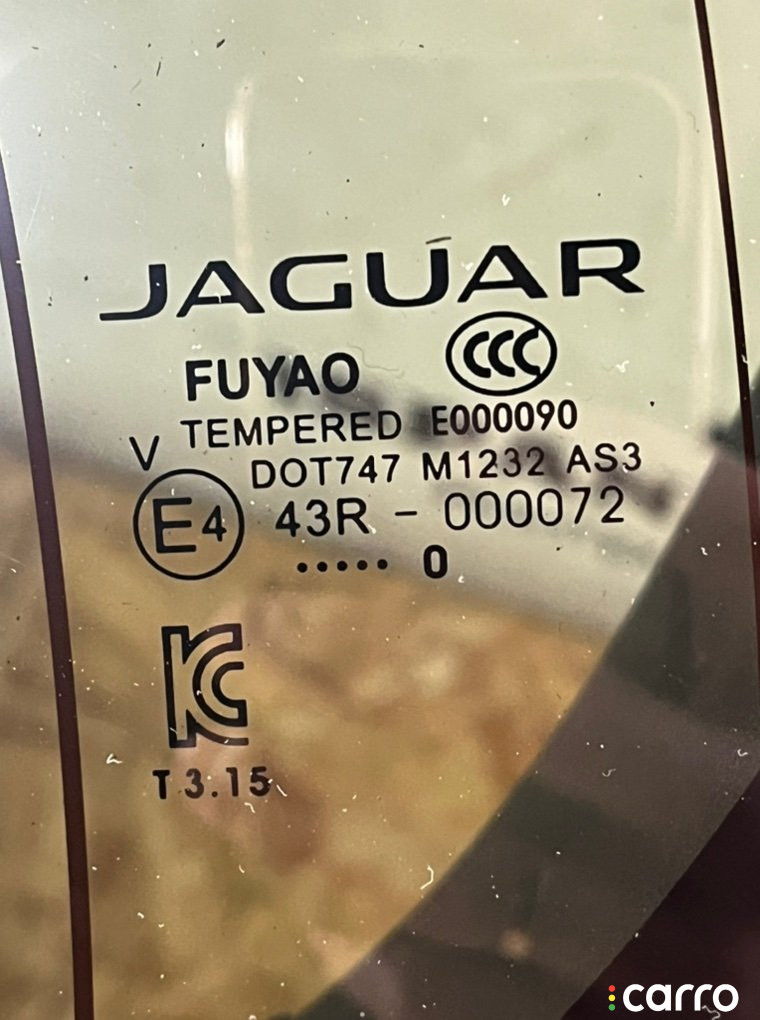 JAGUAR
FUYAO CCC
TEMPERED E000090
V DOT747 M1232 AS3
E4 43R - 000072
..... 0
KC
T 3.15
carro